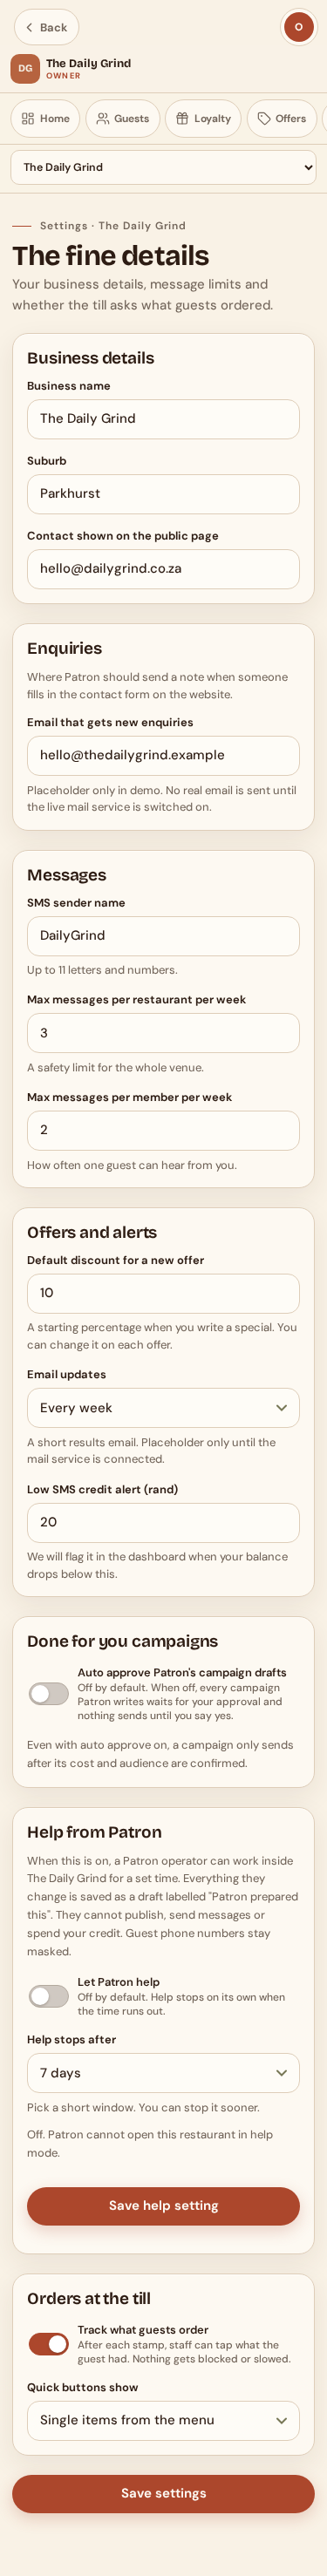 Back
O
DG
The Daily Grind
OWNER
Home
Guests
Loyalty
Offers
The Daily Grind
Settings · The Daily Grind
The fine details
Your business details, message limits and
whether the till asks what guests ordered.
Business details
Business name
The Daily Grind
Suburb
Parkhurst
Contact shown on the public page
hello@dailygrind.co.za
Enquiries
Where Patron should send a note when someone
fills in the contact form on the website.
Email that gets new enquiries
hello@thedailygrind.example
Placeholder only in demo. No real email is sent until
the live mail service is switched on.
Messages
SMS sender name
DailyGrind
Up to 11 letters and numbers.
Max messages per restaurant per week
3
A safety limit for the whole venue.
Max messages per member per week
2
How often one guest can hear from you.
Offers and alerts
Default discount for a new offer
10
A starting percentage when you write a special. You
can change it on each offer.
Email updates
Every week
A short results email. Placeholder only until the
mail service is connected.
Low SMS credit alert (rand)
20
We will flag it in the dashboard when your balance
drops below this.
Done for you campaigns
Auto approve Patron's campaign drafts
Off by default. When off, every campaign
Patron writes waits for your approval and
nothing sends until you say yes.
Even with auto approve on, a campaign only sends
after its cost and audience are confirmed.
Help from Patron
When this is on, a Patron operator can work inside
The Daily Grind for a set time. Everything they
change is saved as a draft labelled "Patron prepared
this". They cannot publish, send messages or
spend your credit. Guest phone numbers stay
masked.
Let Patron help
Off by default. Help stops on its own when
the time runs out.
Help stops after
7 days
Pick a short window. You can stop it sooner.
Off. Patron cannot open this restaurant in help
mode.
Save help setting
Orders at the till
Track what guests order
After each stamp, staff can tap what the
guest had. Nothing gets blocked or slowed.
Quick buttons show
Single items from the menu
Save settings